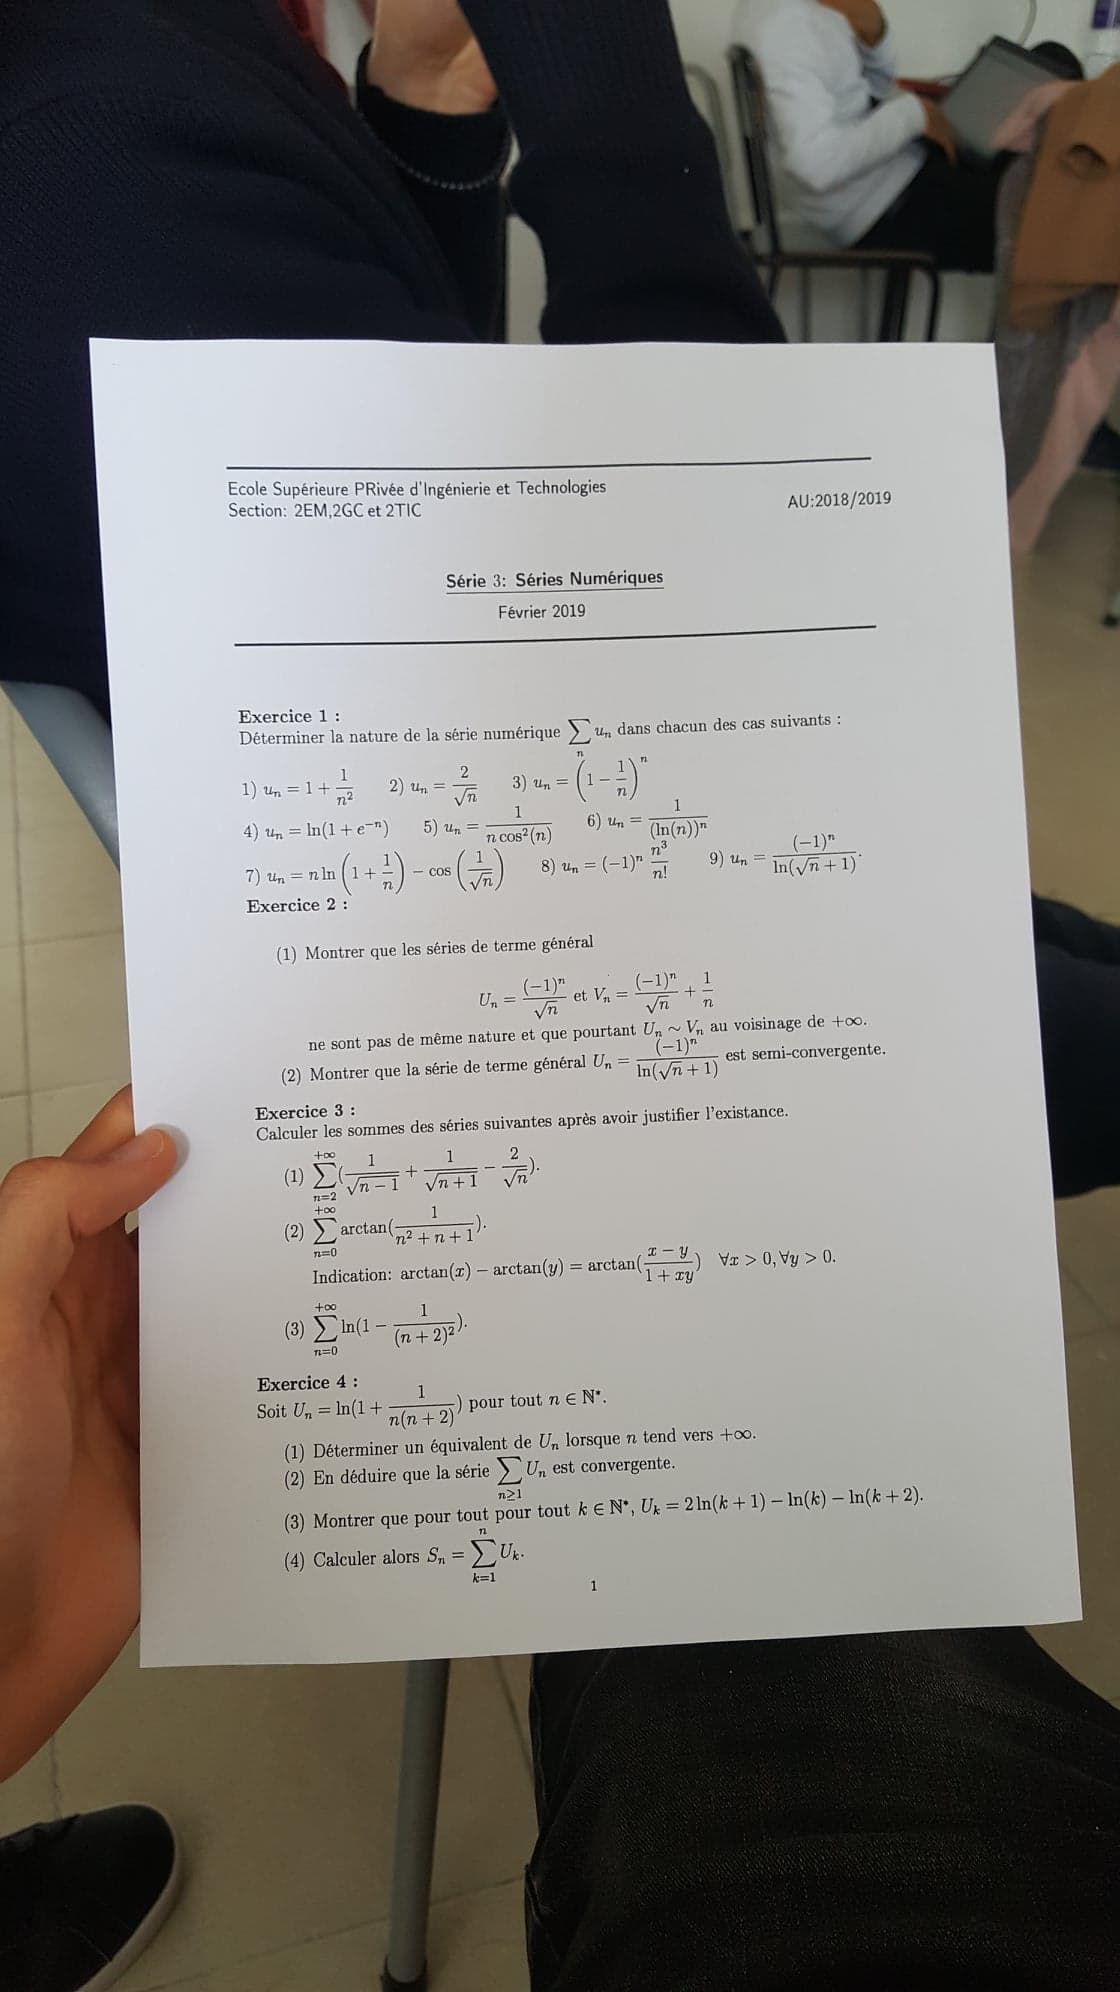 Ecole Supérieure PRivée d'Ingénierie et Technologies
Section: 2EM,2GC et 2TIC
AU:2018/2019
Série 3: Séries Numériques
Février 2019
Exercice 1 :
Déterminer la nature de la série numérique $\sum_{n} u_n$ dans chacun des cas suivants :
1) $u_n = 1 + \frac{1}{n^2}$ 2) $u_n = \frac{2}{\sqrt{n}}$ 3) $u_n = \left(1 - \frac{1}{n}\right)^n$
4) $u_n = \ln(1 + e^{-n})$ 5) $u_n = \frac{1}{n \cos^2(n)}$ 6) $u_n = \frac{1}{(\ln(n))^n}$
7) $u_n = n \ln\left(1 + \frac{1}{n}\right) - \cos\left(\frac{1}{\sqrt{n}}\right)$ 8) $u_n = (-1)^n \frac{n^3}{n!}$ 9) $u_n = \frac{(-1)^n}{\ln(\sqrt{n} + 1)}$.
Exercice 2 :
(1) Montrer que les séries de terme général
$U_n = \frac{(-1)^n}{\sqrt{n}}$ et $V_n = \frac{(-1)^n}{\sqrt{n}} + \frac{1}{n}$
ne sont pas de même nature et que pourtant $U_n \sim V_n$ au voisinage de $+\infty$.
(2) Montrer que la série de terme général $U_n = \frac{(-1)^n}{\ln(\sqrt{n} + 1)}$ est semi-convergente.
Exercice 3 :
Calculer les sommes des séries suivantes après avoir justifier l'existance.
(1) $\sum_{n=2}^{+\infty} (\frac{1}{\sqrt{n-1}} + \frac{1}{\sqrt{n+1}} - \frac{2}{\sqrt{n}})$.
(2) $\sum_{n=0}^{+\infty} \arctan(\frac{1}{n^2 + n + 1})$.
Indication: $\arctan(x) - \arctan(y) = \arctan(\frac{x - y}{1 + xy})$ $\forall x > 0, \forall y > 0$.
(3) $\sum_{n=0}^{+\infty} \ln(1 - \frac{1}{(n+2)^2})$.
Exercice 4 :
Soit $U_n = \ln(1 + \frac{1}{n(n+2)})$ pour tout $n \in \mathbb{N}^*$.
(1) Déterminer un équivalent de $U_n$ lorsque $n$ tend vers $+\infty$.
(2) En déduire que la série $\sum_{n \geq 1} U_n$ est convergente.
(3) Montrer que pour tout pour tout $k \in \mathbb{N}^*$, $U_k = 2\ln(k+1) - \ln(k) - \ln(k+2)$.
(4) Calculer alors $S_n = \sum_{k=1}^{n} U_k$.
1